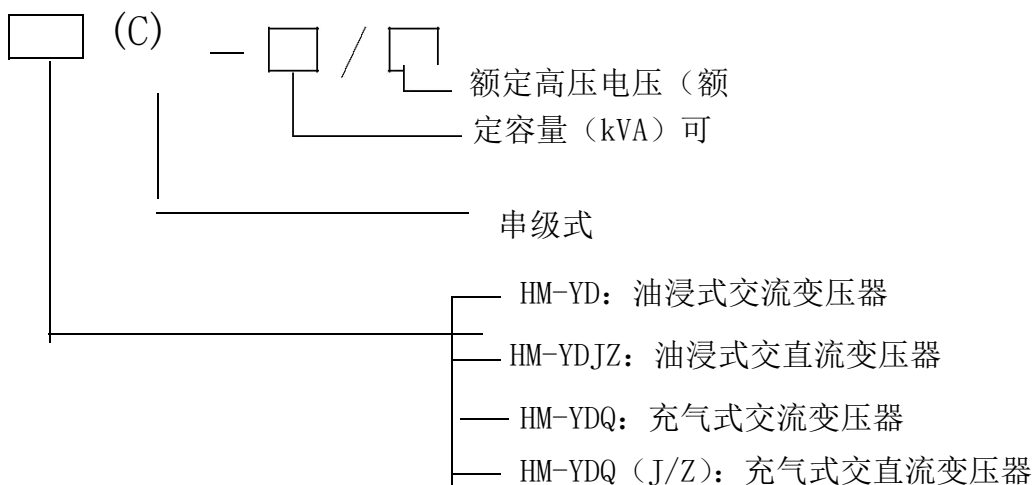 (C) — /
额定高压电压（额
定容量（kVA）可
串级式
HM-YD：油浸式交流变压器
HM-YDJZ：油浸式交直流变压器
HM-YDQ：充气式交流变压器
HM-YDQ（J/Z）：充气式交直流变压器